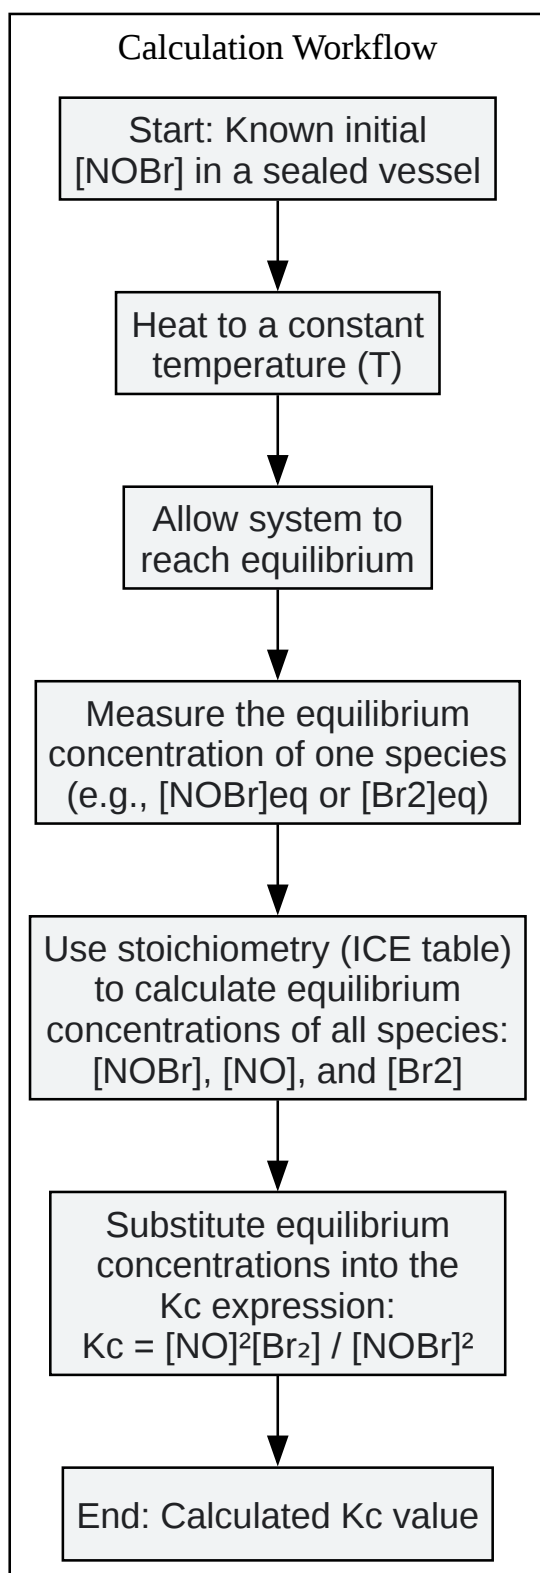 Calculation Workflow
Start: Known initial
[NOBr] in a sealed vessel
Heat to a constant
temperature (T)
Allow system to
reach equilibrium
Measure the equilibrium
concentration of one species
(e.g., [NOBr]eq or [Br2]eq)
Use stoichiometry (ICE table)
to calculate equilibrium
concentrations of all species:
[NOBr], [NO], and [Br2]
Substitute equilibrium
concentrations into the
Kc expression:
Kc = [NO]²[Br₂] / [NOBr]²
End: Calculated Kc value